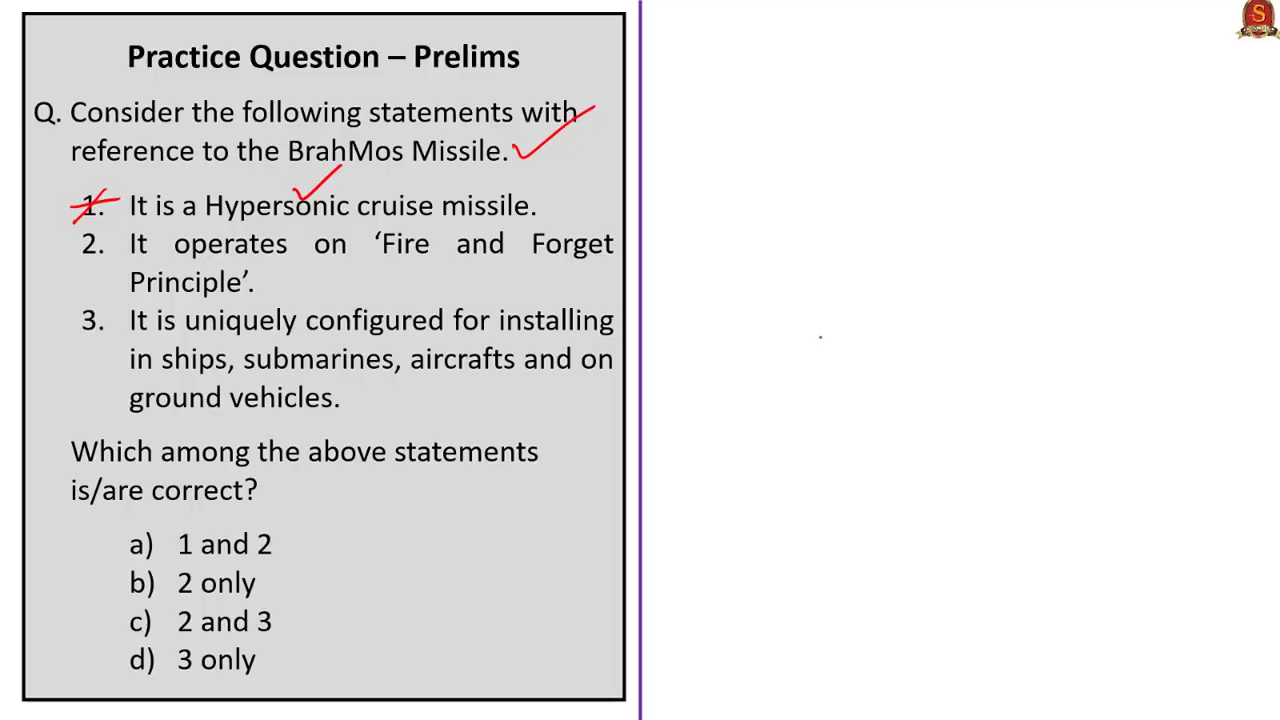 Practice Question – Prelims
Q. Consider the following statements with
reference to the BrahMos Missile.
1. It is a Hypersonic cruise missile.
2. It operates on ‘Fire and Forget
Principle’.
3. It is uniquely configured for installing
in ships, submarines, aircrafts and on
ground vehicles.
Which among the above statements
is/are correct?
a) 1 and 2
b) 2 only
c) 2 and 3
d) 3 only
S